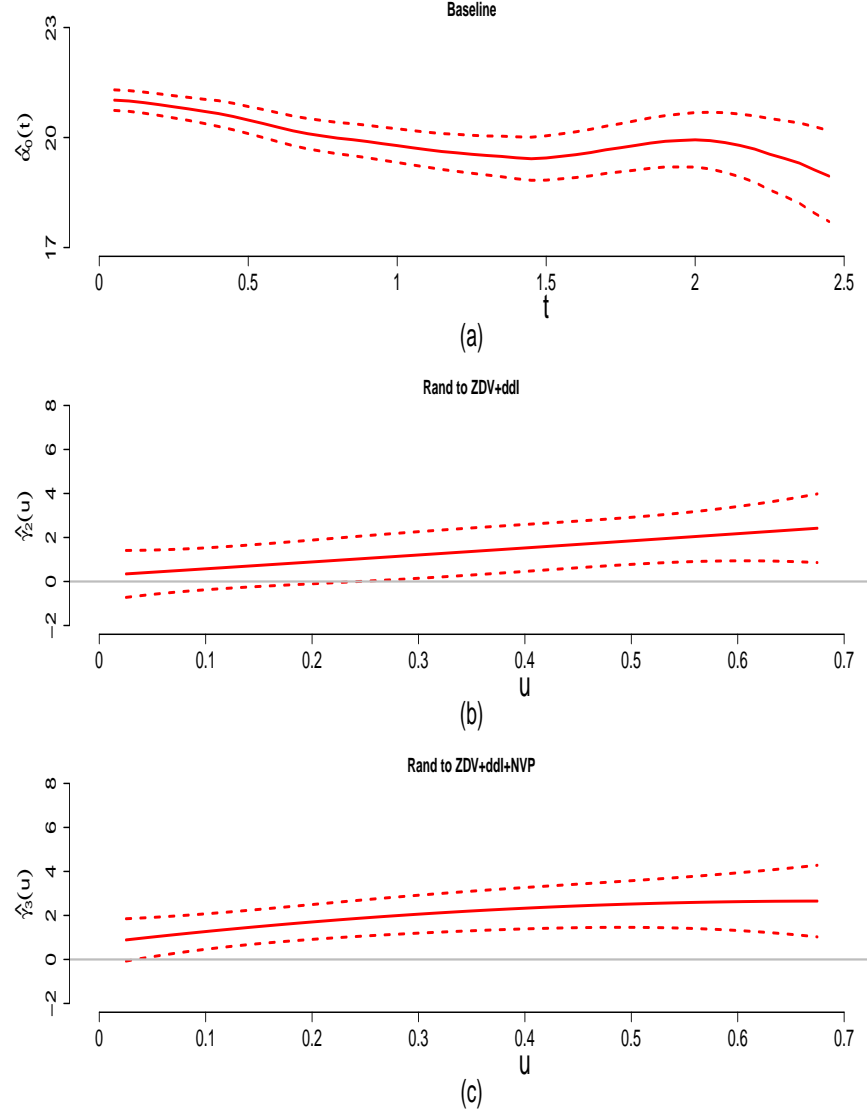 Baseline
23
20
17
α̂₀(t)
0 0.5 1 1.5 2 2.5
t
(a)
Rand to ZDV+ddI
8
6
4
2
0
−2
γ̂₂(u)
0 0.1 0.2 0.3 0.4 0.5 0.6 0.7
u
(b)
Rand to ZDV+ddI+NVP
8
6
4
2
0
−2
γ̂₃(u)
0 0.1 0.2 0.3 0.4 0.5 0.6 0.7
u
(c)